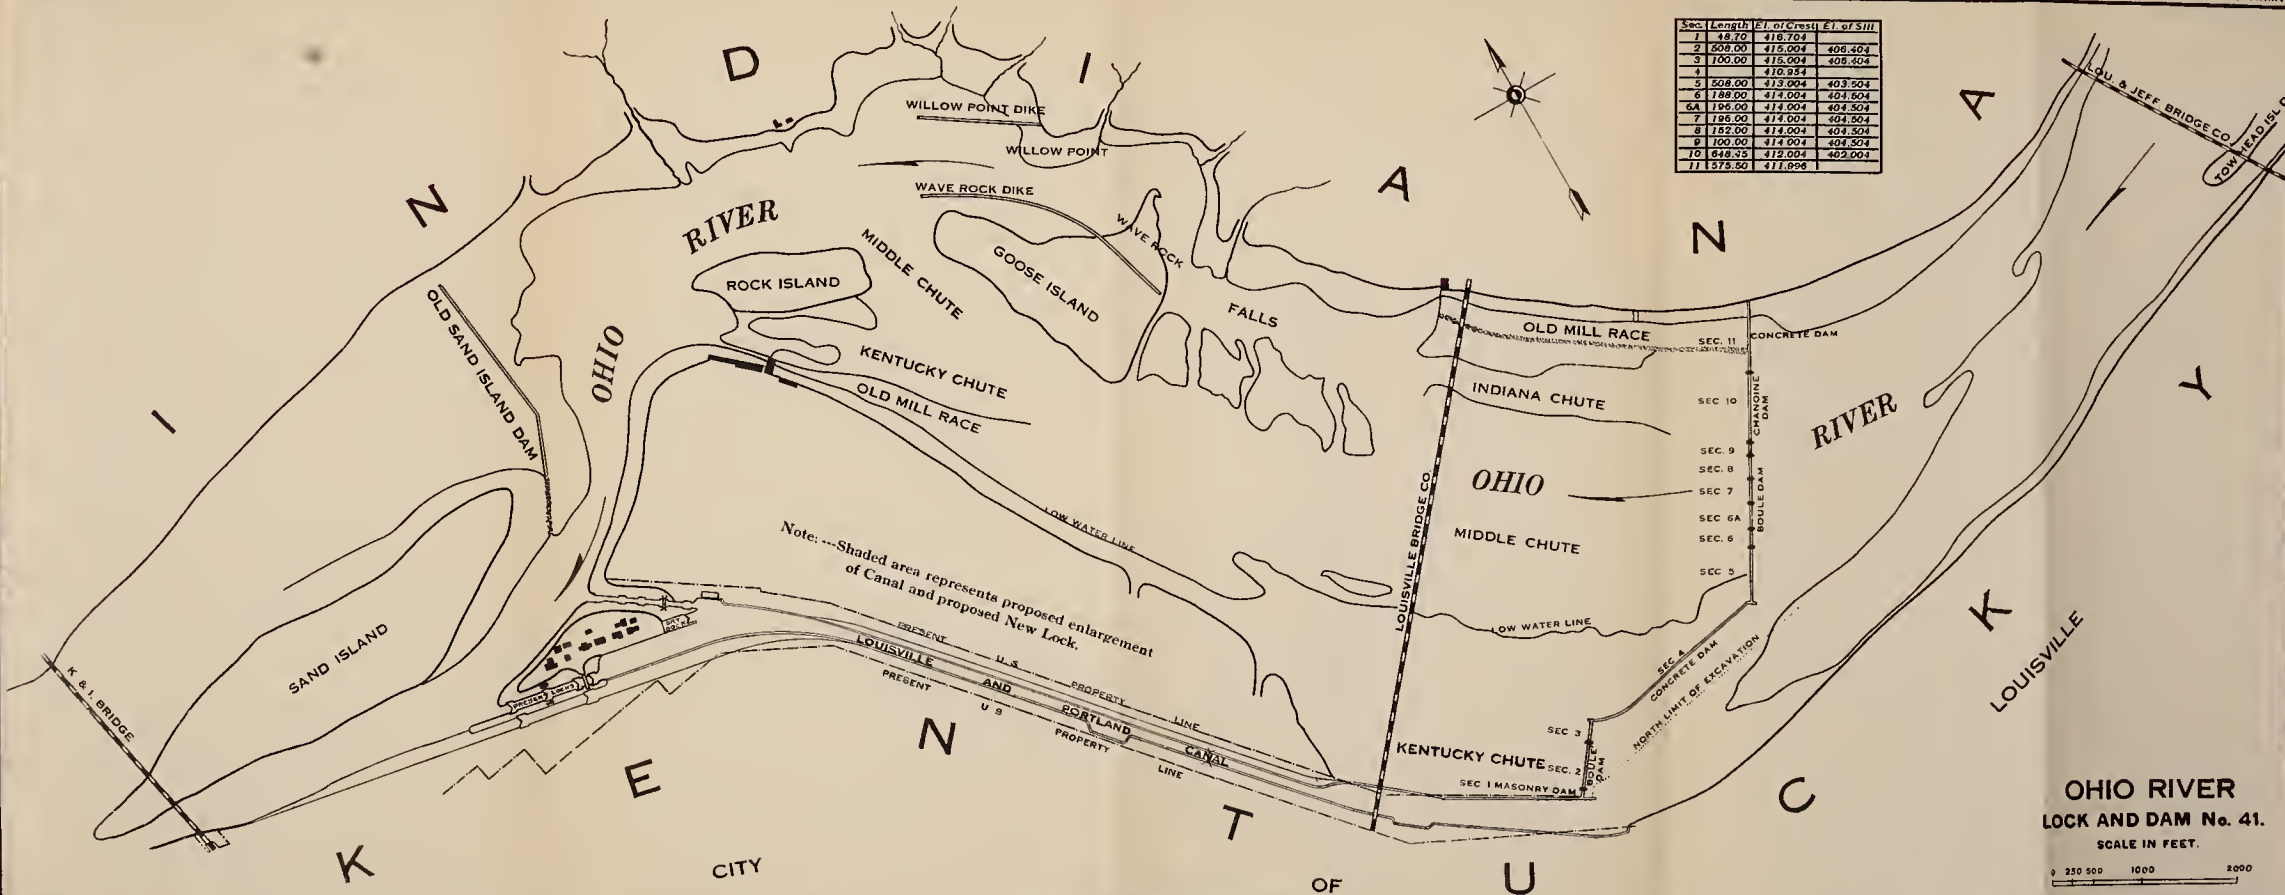 Sec. Length El. of Crest El. of Sill
1 48.70 416.704
2 508.00 415.004 406.404
3 100.00 415.004 405.404
4 410.954
5 508.00 413.004 403.504
6 188.00 414.004 404.504
6A 196.00 414.004 404.504
7 196.00 414.004 404.504
8 152.00 414.004 404.504
9 100.00 414.004 404.504
10 648.45 412.004 402.004
11 575.50 411.996
INDIANA
WILLOW POINT DIKE
WILLOW POINT
WAVE ROCK DIKE
WAVE ROCK
RIVER
MIDDLE CHUTE
GOOSE ISLAND
ROCK ISLAND
FALLS
OHIO
KENTUCKY CHUTE
OLD MILL RACE
OLD SAND ISLAND DAM
LOU. & JEFF. BRIDGE CO.
OLD MILL RACE
SEC. 11
CONCRETE DAM
INDIANA CHUTE
SEC 10
CHANOINE DAM
RIVER
SEC. 9
SEC. 8
SEC 7
SEC 6A
SEC. 6
SEC 5
BOULE DAM
OHIO
MIDDLE CHUTE
LOUISVILLE BRIDGE CO.
LOW WATER LINE
LOW WATER LINE
Note: ---Shaded area represents proposed enlargement
of Canal and proposed New Lock.
SEC 4
CONCRETE DAM
NORTH LIMIT OF EXCAVATION
SEC 3
SEC. 2
BOULE DAM
KENTUCKY CHUTE
SEC 1 MASONRY DAM
DRY DOCK
PRESENT LOCKS
PRESENT U.S PROPERTY LINE
LOUISVILLE AND PORTLAND CANAL
PRESENT U S PROPERTY LINE
SAND ISLAND
K & I. BRIDGE
KENTUCKY
CITY OF LOUISVILLE
OHIO RIVER
LOCK AND DAM No. 41.
SCALE IN FEET.
0 250 500 1000 2000